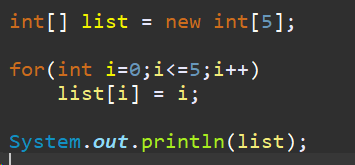 int[] list = new int[5];
for(int i=0;i<=5;i++)
list[i] = i;
System.out.println(list);